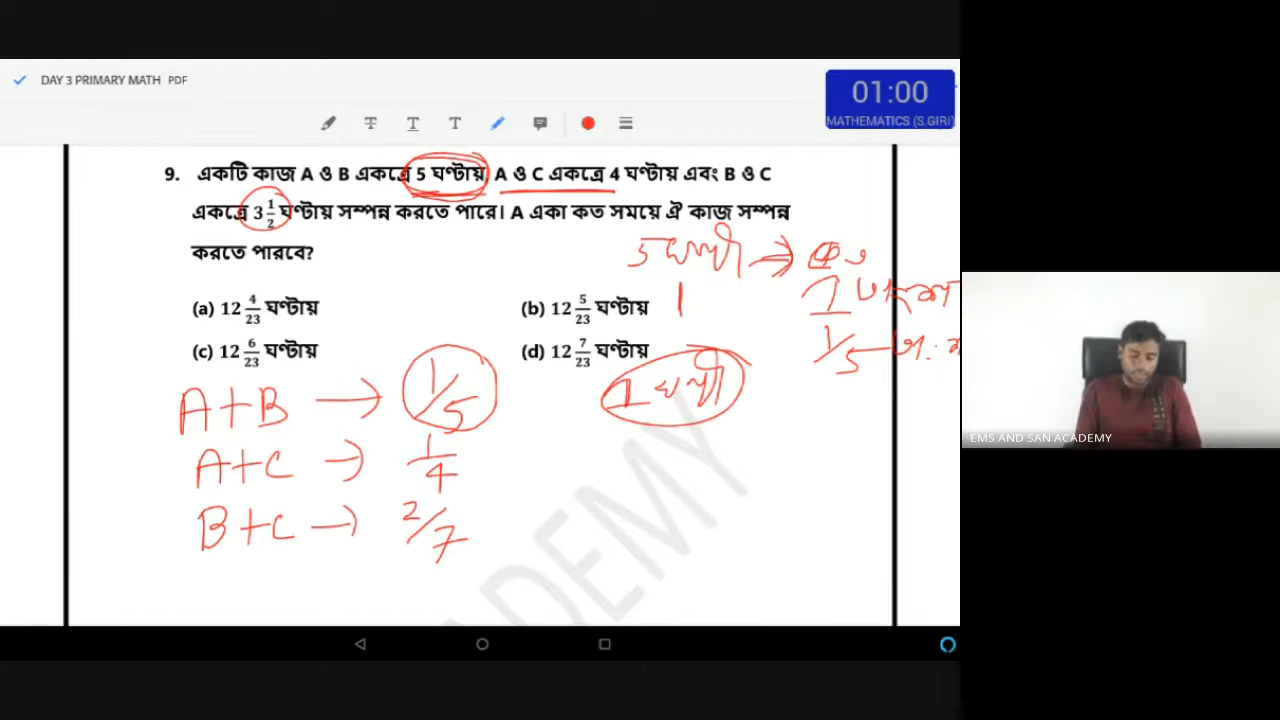 DAY 3 PRIMARY MATH PDF
01:00
MATHEMATICS (S.GIRI)
T T T
9. একটি কাজ A ও B একত্রে 5 ঘণ্টায় A ও C একত্রে 4 ঘণ্টায় এবং B ও C
একত্রে 3 1/2 ঘণ্টায় সম্পন্ন করতে পারে। A একা কত সময়ে ঐ কাজ সম্পন্ন
করতে পারবে?
5 ঘণ্টা ⇒
1 1
1/5
(a) 12 4/23 ঘণ্টায় (b) 12 5/23 ঘণ্টায়
(c) 12 6/23 ঘণ্টায় (d) 12 7/23 ঘণ্টায়
A+B → 1/5 1 ঘণ্টা
A+C → 1/4
B+C → 2/7
EMS AND SAN ACADEMY